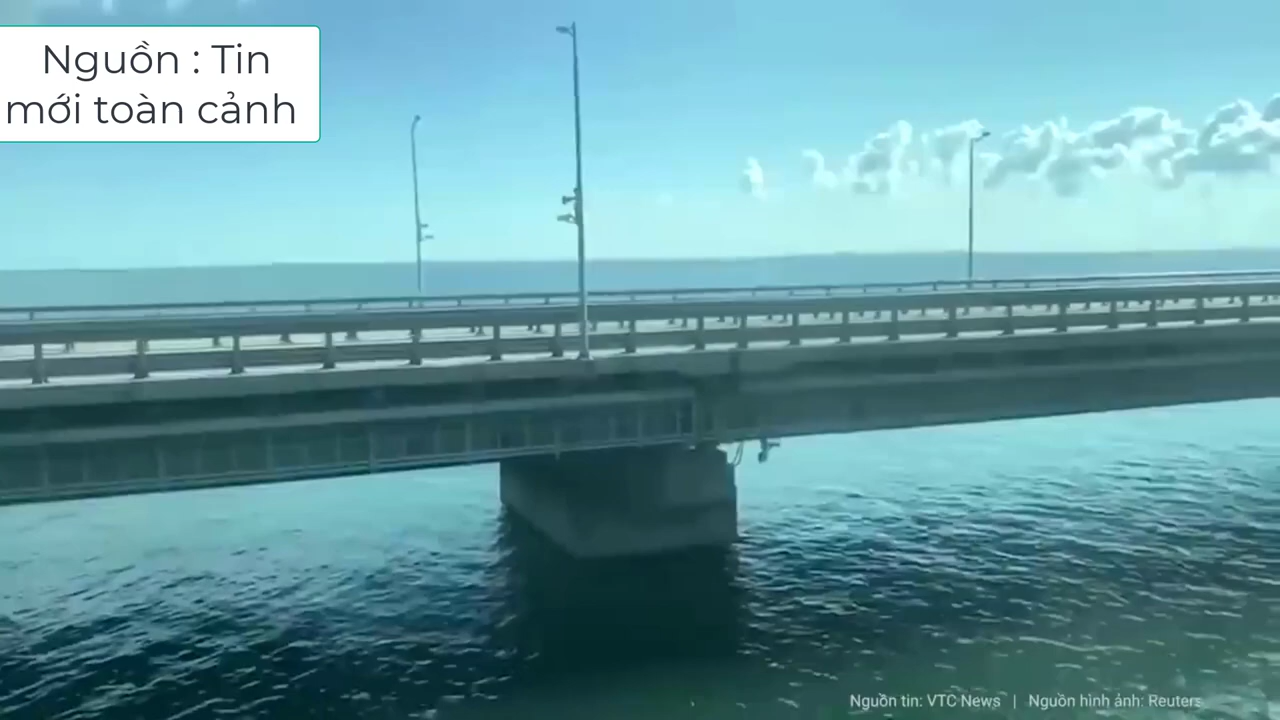 Nguồn : Tin
mới toàn cảnh
Nguồn tin: VTC News | Nguồn hình ảnh: Reuters